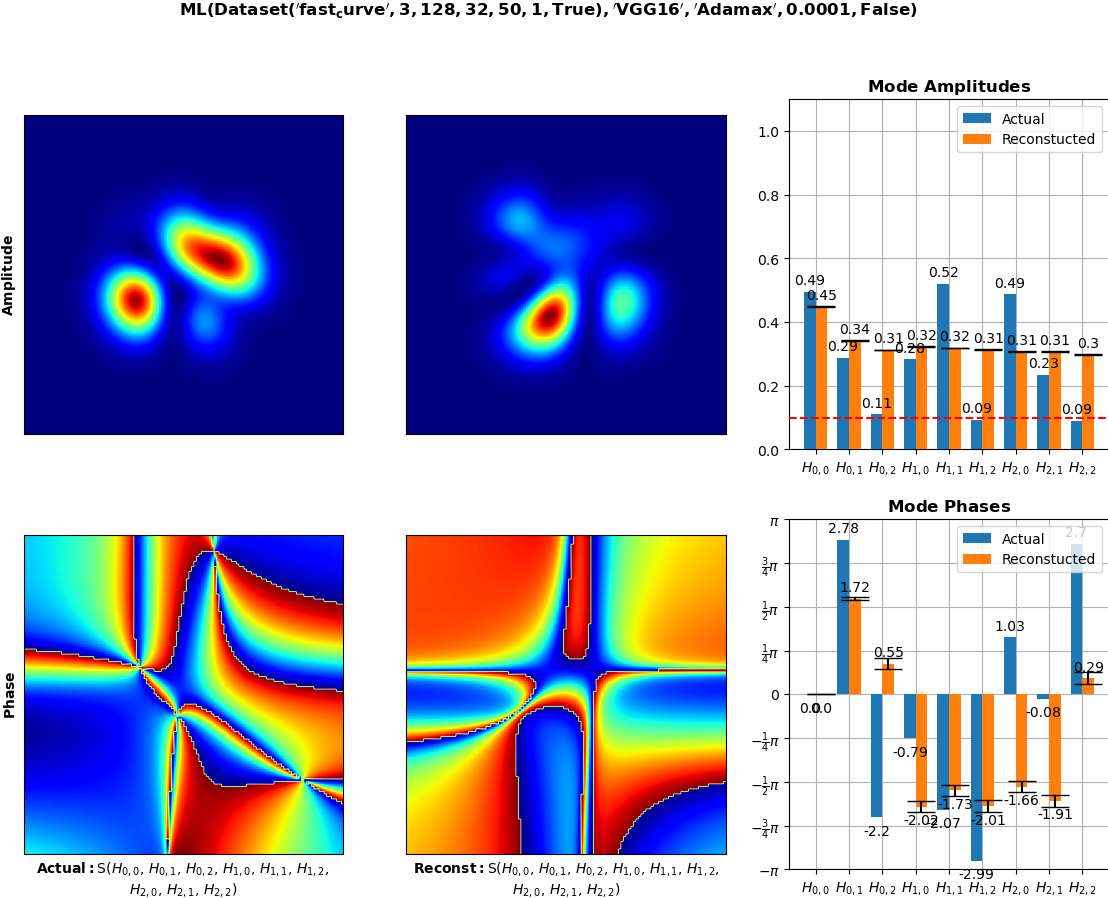 ML(Dataset('fast_curve', 3, 128, 32, 50, 1, True), 'VGG16', 'Adamax', 0.0001, False)
Amplitude
Mode Amplitudes
Actual
Reconstucted
1.0
0.8
0.6
0.4
0.2
0.0
0.49 0.29 0.11 0.28 0.52 0.09 0.49 0.23 0.09
0.45 0.34 0.31 0.32 0.32 0.31 0.31 0.31 0.3
H0,0 H0,1 H0,2 H1,0 H1,1 H1,2 H2,0 H2,1 H2,2
Phase
Actual: S(H0,0, H0,1, H0,2, H1,0, H1,1, H1,2,
H2,0, H2,1, H2,2)
Reconst: S(H0,0, H0,1, H0,2, H1,0, H1,1, H1,2,
H2,0, H2,1, H2,2)
Mode Phases
Actual
Reconstucted
π
3/4π
1/2π
1/4π
0
−1/4π
−1/2π
−3/4π
−π
0.0 2.78 -2.2 -0.79 -2.07 -2.99 1.03 -0.08 2.7
0.0 1.72 0.55 -2.02 -1.73 -2.01 -1.66 -1.91 0.29
H0,0 H0,1 H0,2 H1,0 H1,1 H1,2 H2,0 H2,1 H2,2